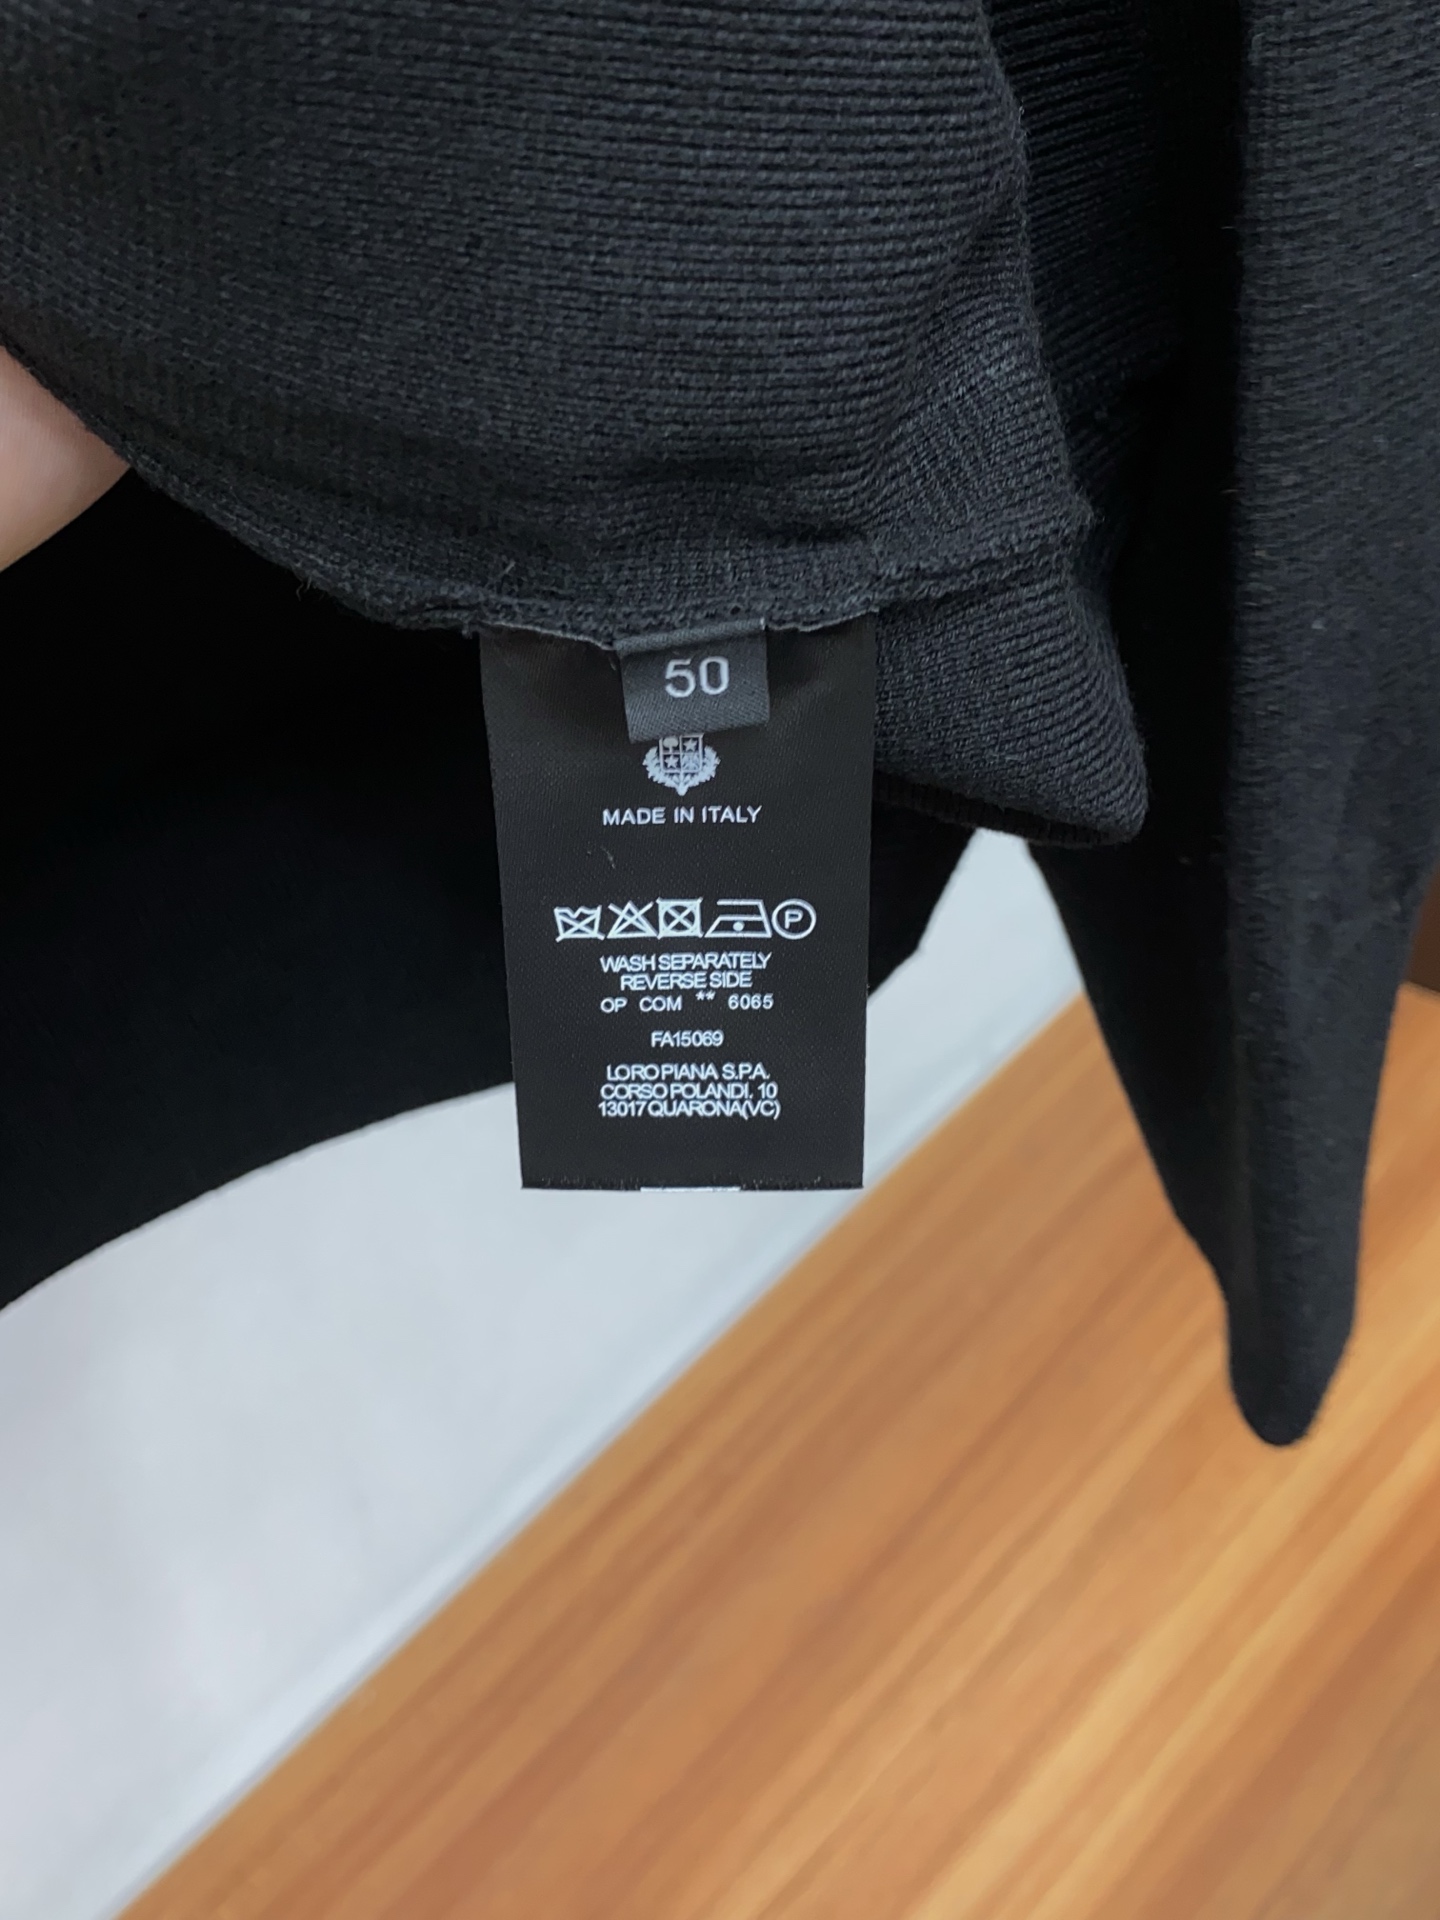 50
MADE IN ITALY
P
WASH SEPARATELY
REVERSE SIDE
OP COM ** 6065
FA15069
LORO PIANA S.P.A.
CORSO POLANDI, 10
13017 QUARONA(VC)